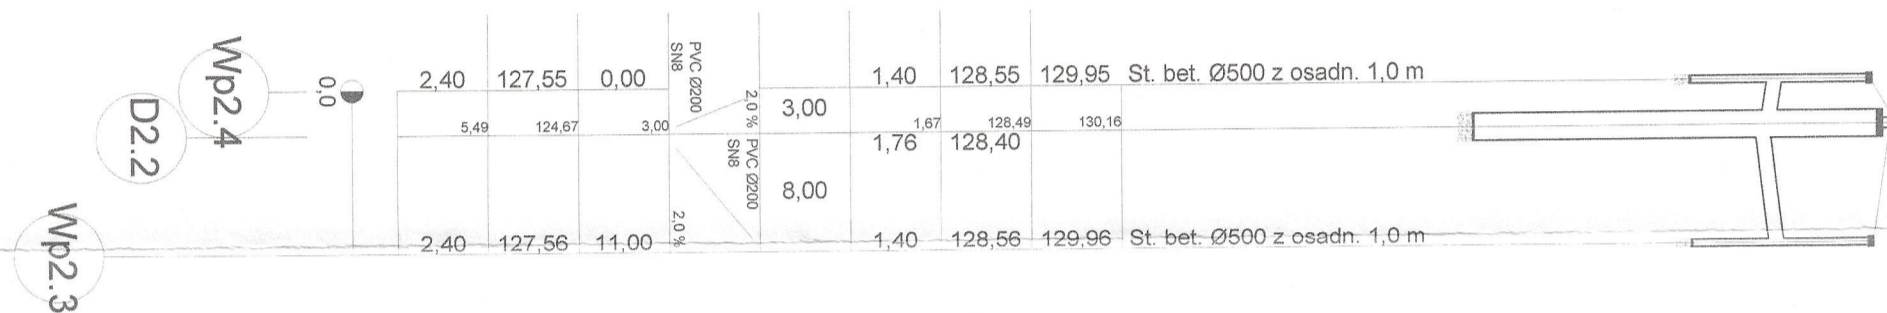 Wp2.4
0,0
2,40 127,55 0,00
PVC Ø200
SN8
2,0 %
3,00
1,40 128,55 129,95 St. bet. Ø500 z osadn. 1,0 m
D2.2
5,49 124,67 3,00
1,67 128,49 130,16
1,76 128,40
PVC Ø200
SN8
2,0 %
8,00
Wp2.3
2,40 127,56 11,00
1,40 128,56 129,96 St. bet. Ø500 z osadn. 1,0 m